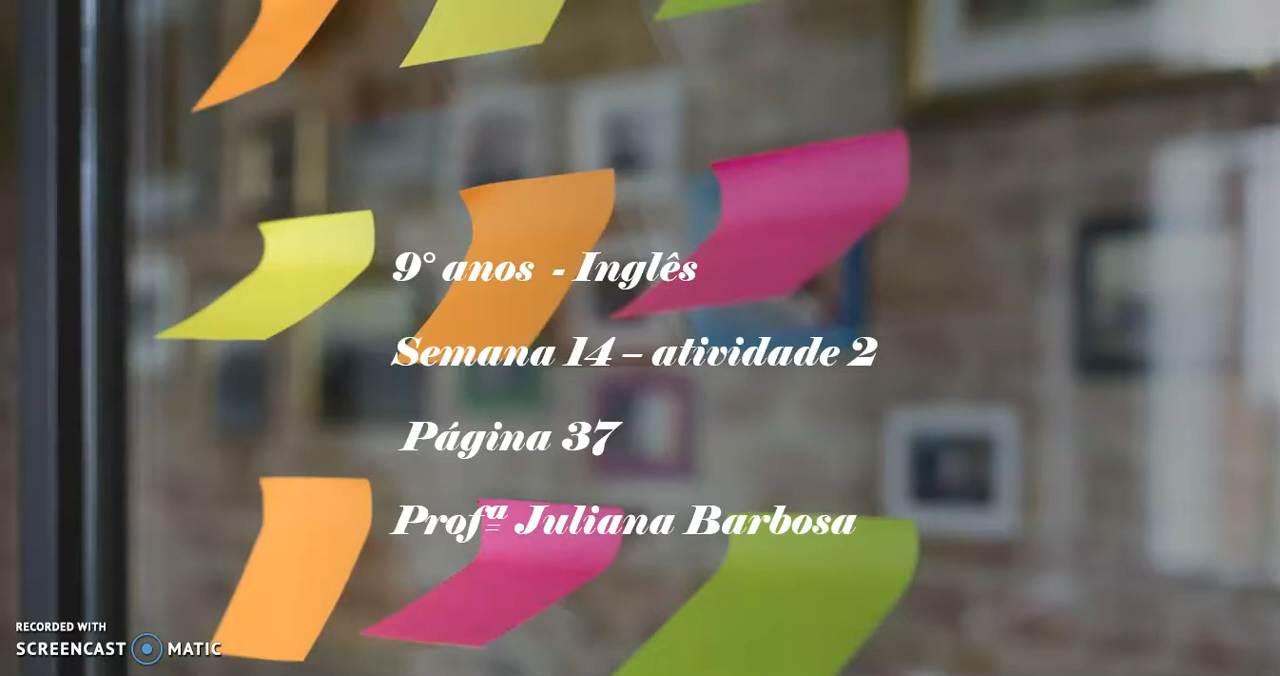 9° anos - Inglês
Semana 14 – atividade 2
Página 37
Profª Juliana Barbosa
RECORDED WITH
SCREENCAST MATIC